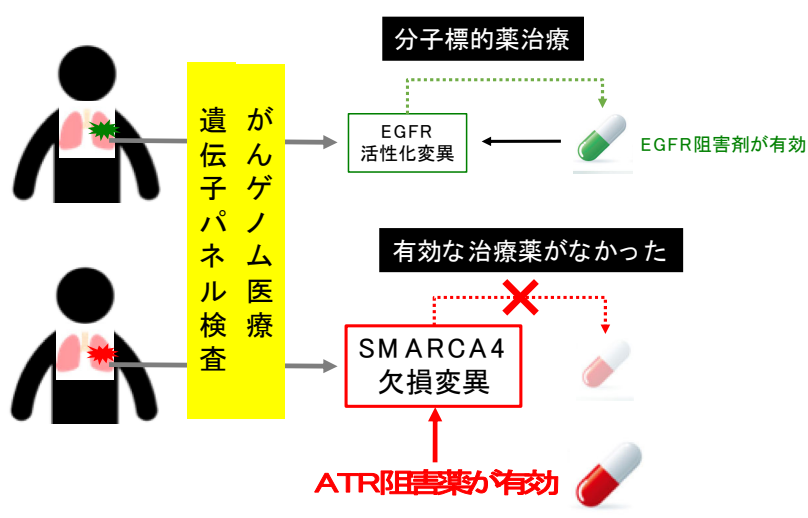 分子標的薬治療
がんゲノム医療
遺伝子パネル検査
EGFR
活性化変異
EGFR阻害剤が有効
有効な治療薬がなかった
SMARCA4
欠損変異
ATR阻害薬が有効